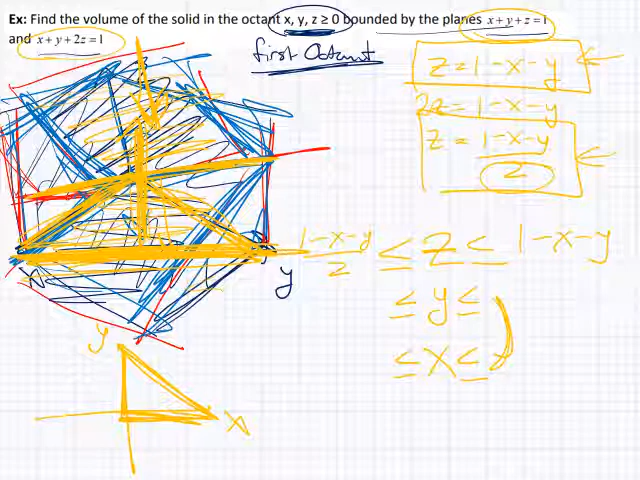 Ex: Find the volume of the solid in the octant x, y, z ≥ 0 bounded by the planes x + y + z = 1
and x + y + 2z = 1
first Octant
z = 1-x-y
2z = 1-x-y
z = (1-x-y)/2
(1-x-y)/2 ≤ z ≤ 1-x-y
≤ y ≤
≤ x ≤
y
y
x